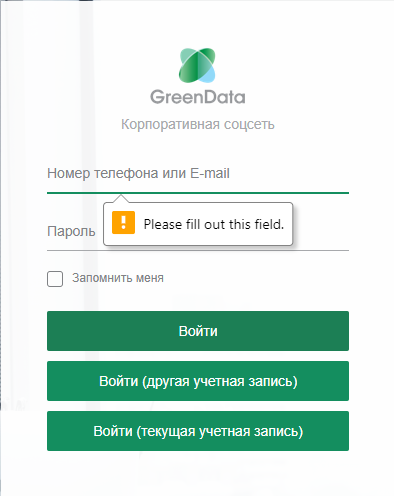 GreenData
Корпоративная соцсеть
Номер телефона или E-mail
Please fill out this field.
Пароль
Запомнить меня
Войти
Войти (другая учетная запись)
Войти (текущая учетная запись)